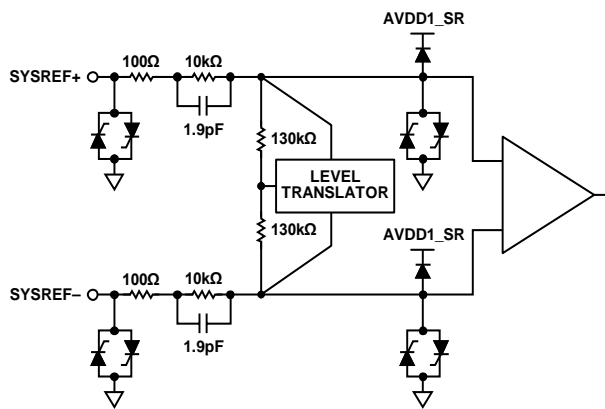 AVDD1_SR
100Ω 10kΩ
SYSREF+
1.9pF
130kΩ
LEVEL
TRANSLATOR
130kΩ
AVDD1_SR
100Ω 10kΩ
SYSREF–
1.9pF